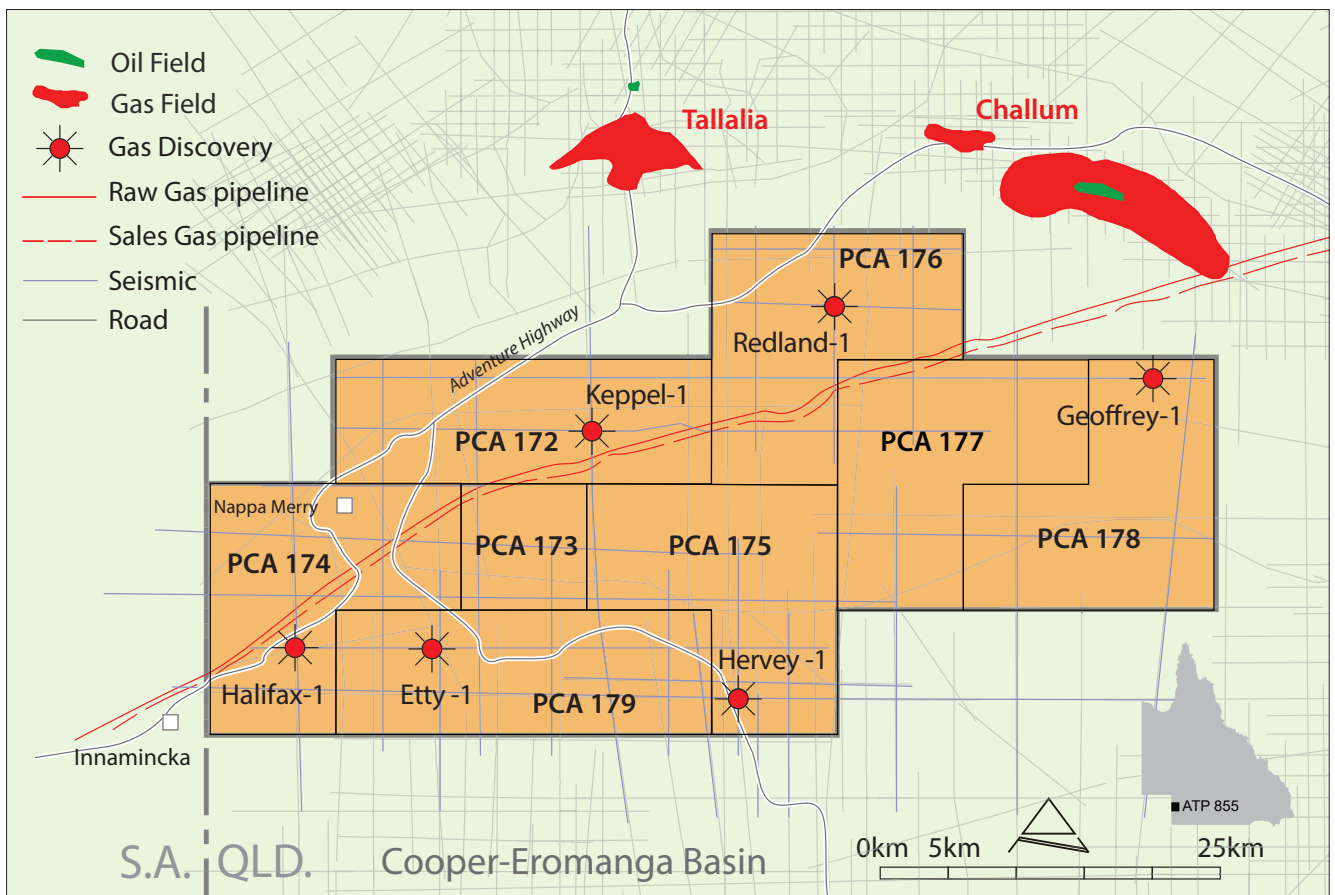 Oil Field
Gas Field
Gas Discovery
Raw Gas pipeline
Sales Gas pipeline
Seismic
Road
Tallalia
Challum
Adventure Highway
PCA 176
Redland-1
Keppel-1
PCA 172
PCA 177
Geoffrey-1
Nappa Merry
PCA 174
PCA 173
PCA 175
PCA 178
Halifax-1
Etty -1
PCA 179
Hervey -1
Innamincka
ATP 855
S.A. QLD.
Cooper-Eromanga Basin
0km 5km 25km